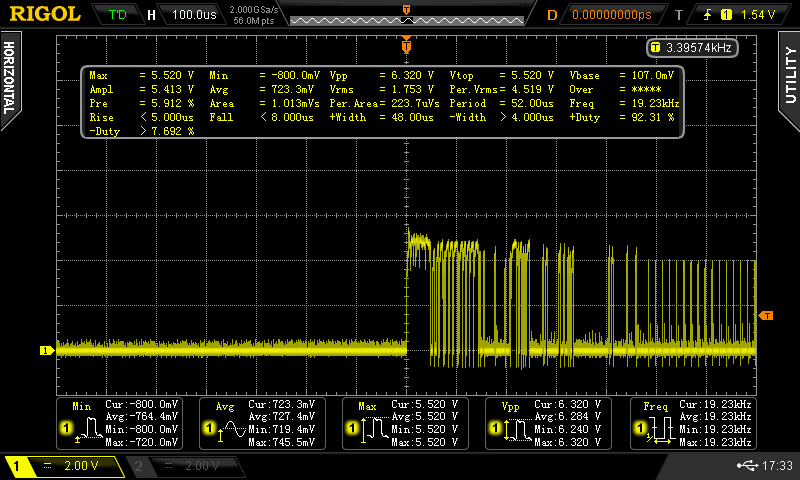 RIGOL T'D H 100.0us 2.000GSa/s 56.0M pts D 0.00000000ps T 1 1.54 V
HORIZONTAL
UTILITY
T
T 3.39574kHz
Max = 5.520 V Min = -800.0mV Vpp = 6.320 V Vtop = 5.520 V Vbase = 107.0mV
Ampl = 5.413 V Avg = 723.3mV Vrms = 1.753 V Per.Vrms= 4.519 V Over = *****
Pre = 5.912 % Area = 1.013mVs Per.Area= 223.7uVs Period = 52.00us Freq = 19.23kHz
Rise < 5.000us Fall < 8.000us +Width = 48.00us -Width > 4.000us +Duty = 92.31 %
-Duty > 7.692 %
T
1
Min Cur:-800.0mV Avg:-764.4mV Min:-800.0mV Max:-720.0mV
1
Avg Cur:723.3mV Avg:727.4mV Min:719.4mV Max:745.5mV
1
Max Cur:5.520 V Avg:5.520 V Min:5.520 V Max:5.520 V
1
Vpp Cur:6.320 V Avg:6.284 V Min:6.240 V Max:6.320 V
1
Freq Cur:19.23kHz Avg:19.23kHz Min:19.23kHz Max:19.23kHz
1
1 2.00 V 2 2.00 V 17:33